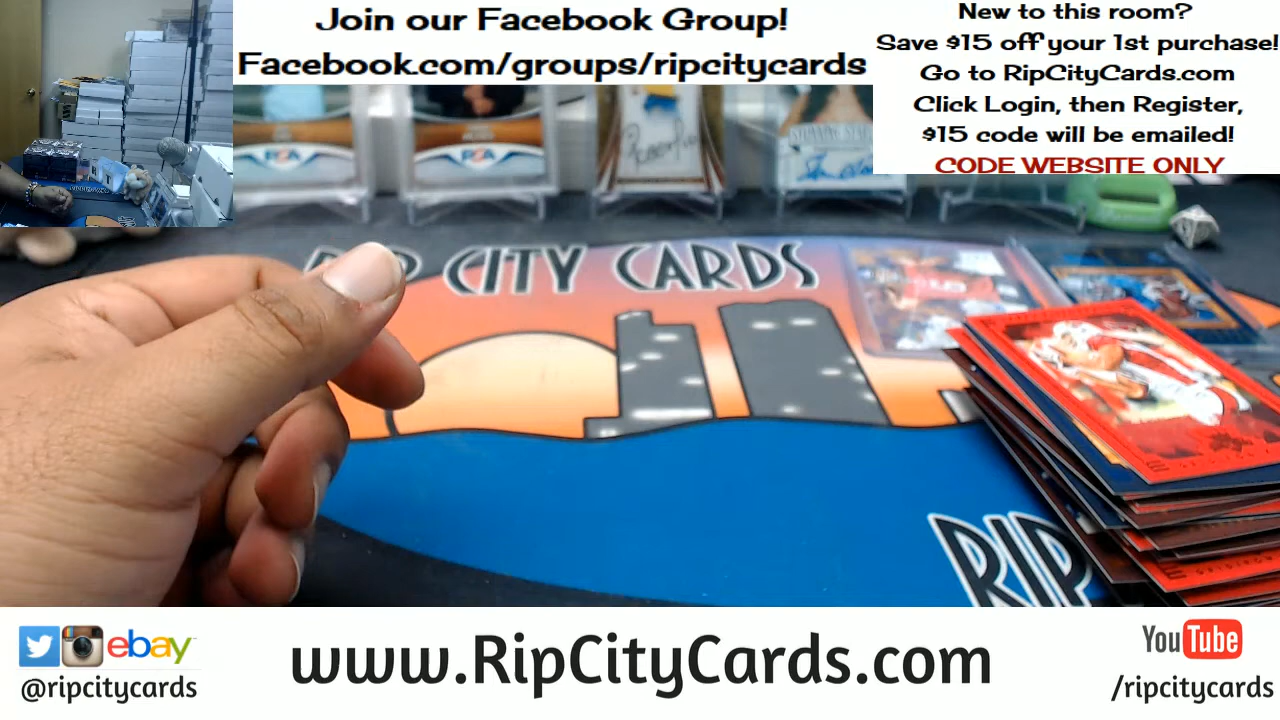 Join our Facebook Group!
Facebook.com/groups/ripcitycards
New to this room?
Save $15 off your 1st purchase!
Go to RipCityCards.com
Click Login, then Register,
$15 code will be emailed!
CODE WEBSITE ONLY
RIP CITY CARDS
RIP
ebay
@ripcitycards
www.RipCityCards.com
YouTube
/ripcitycards